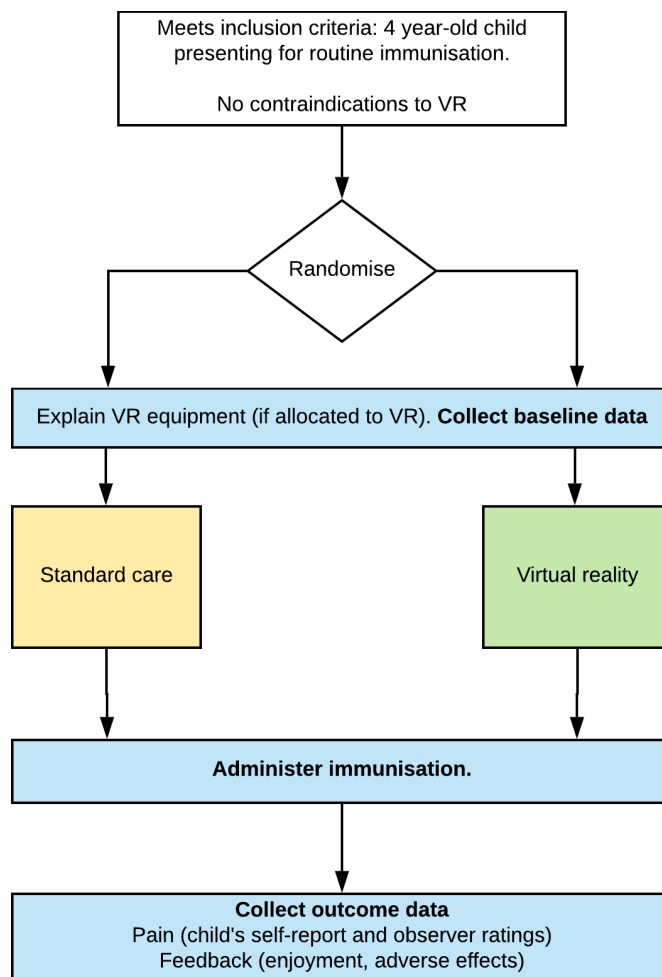 Meets inclusion criteria: 4 year-old child
presenting for routine immunisation.
No contraindications to VR
Randomise
Explain VR equipment (if allocated to VR). Collect baseline data
Standard care
Virtual reality
Administer immunisation.
Collect outcome data
Pain (child's self-report and observer ratings)
Feedback (enjoyment, adverse effects)